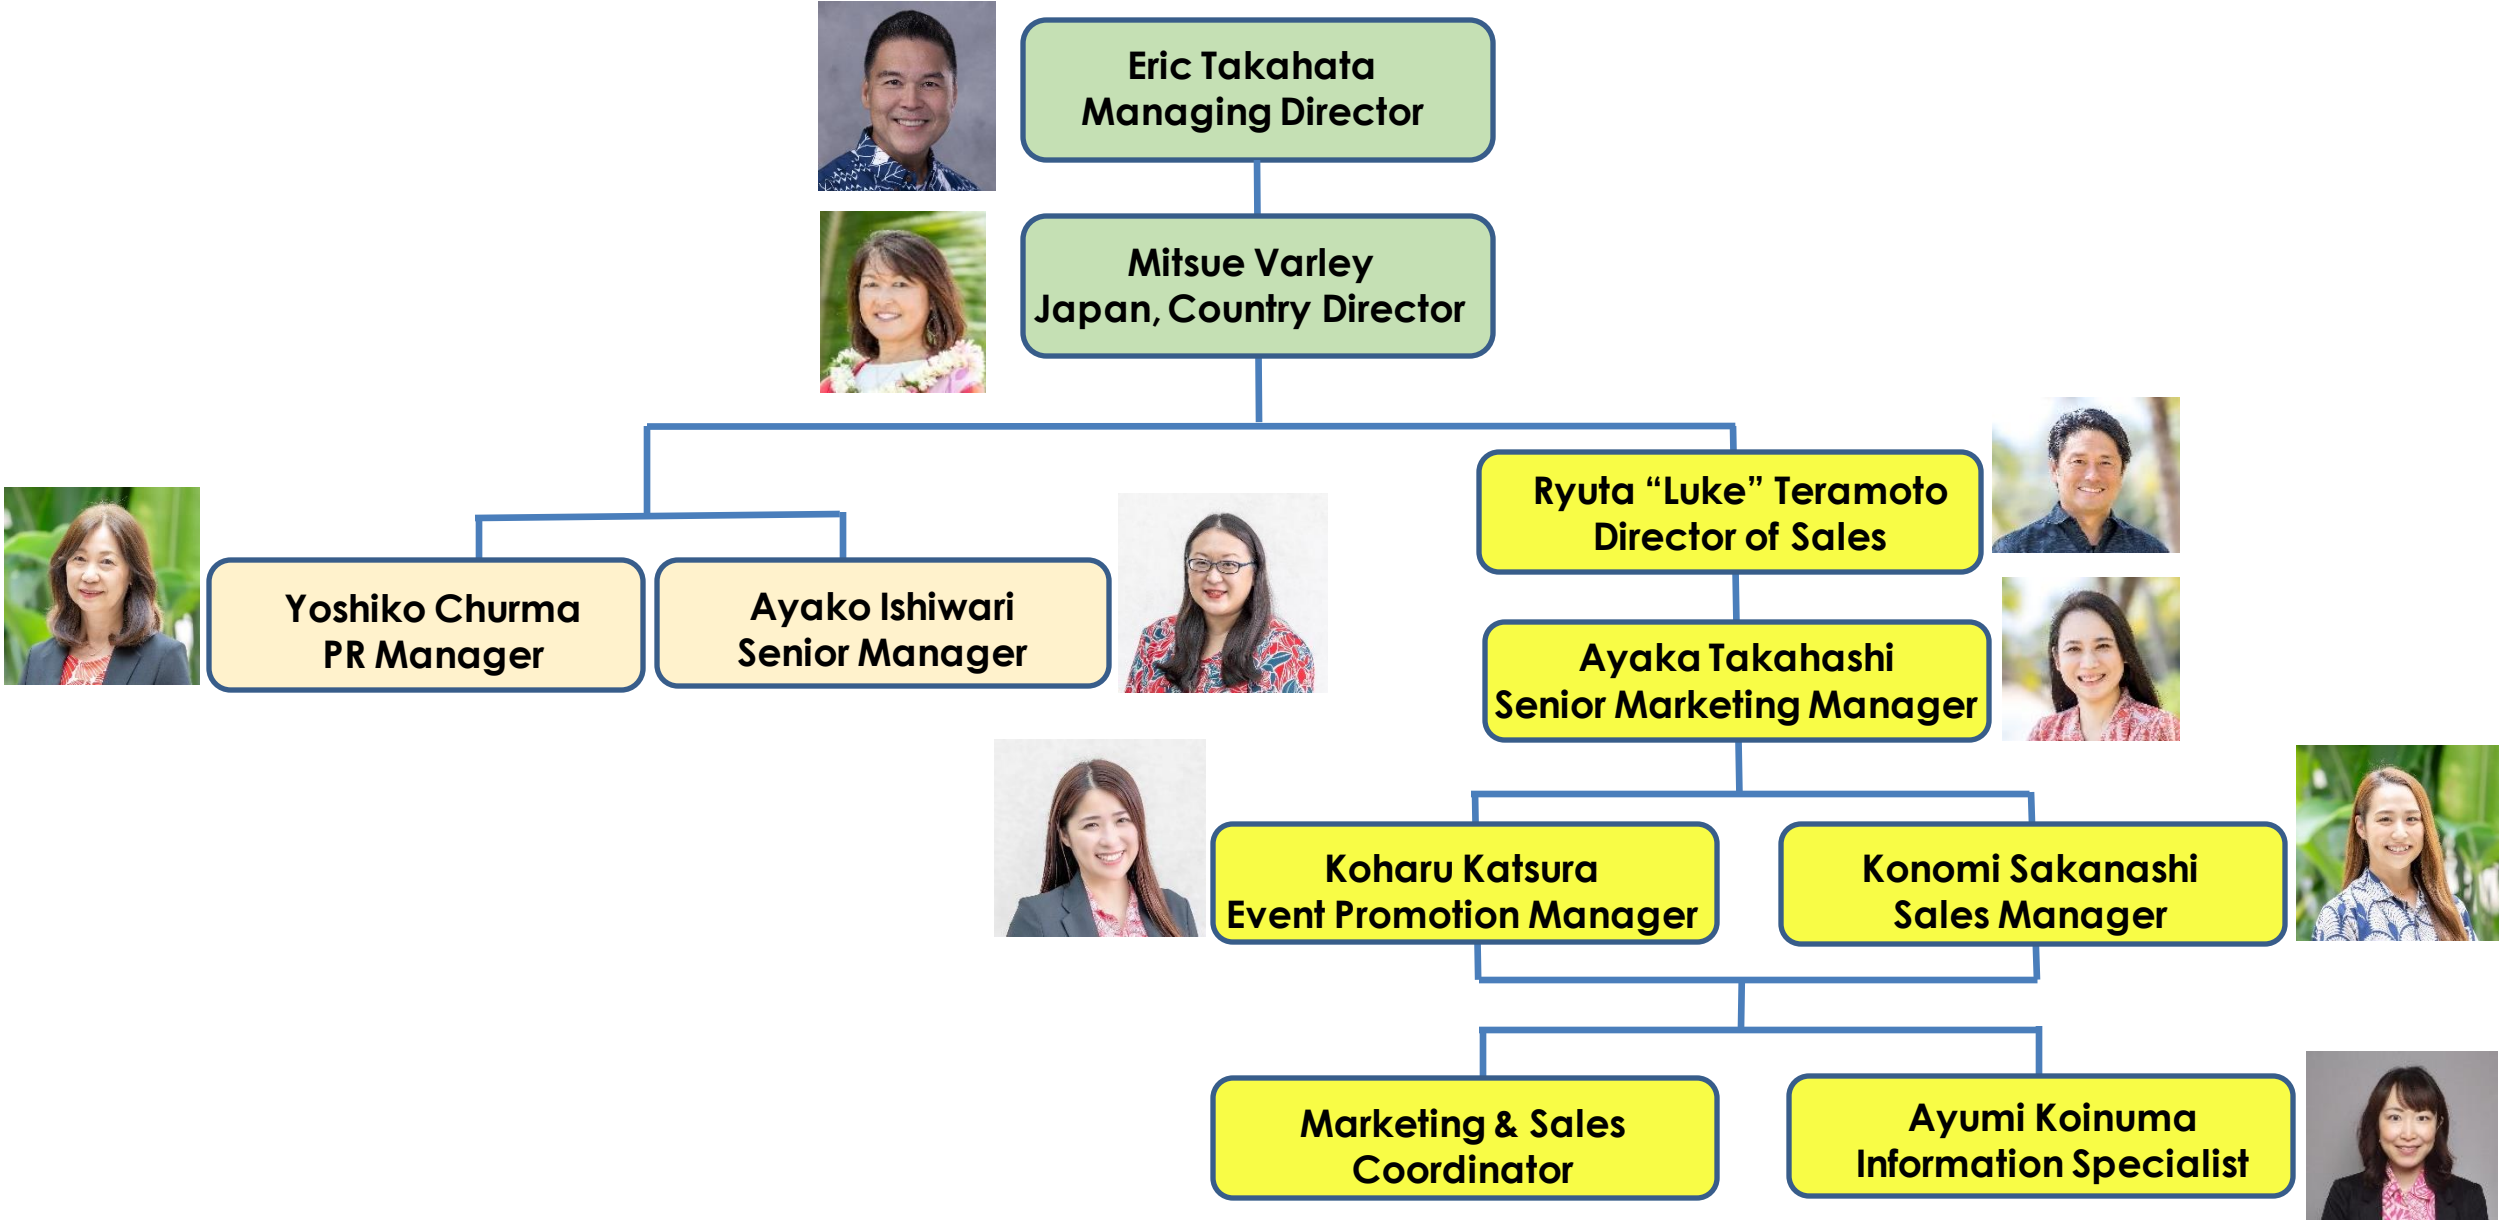 Eric Takahata
Managing Director
Mitsue Varley
Japan, Country Director
Ryuta “Luke” Teramoto
Director of Sales
Yoshiko Churma
PR Manager
Ayako Ishiwari
Senior Manager
Ayaka Takahashi
Senior Marketing Manager
Koharu Katsura
Event Promotion Manager
Konomi Sakanashi
Sales Manager
Marketing & Sales
Coordinator
Ayumi Koinuma
Information Specialist